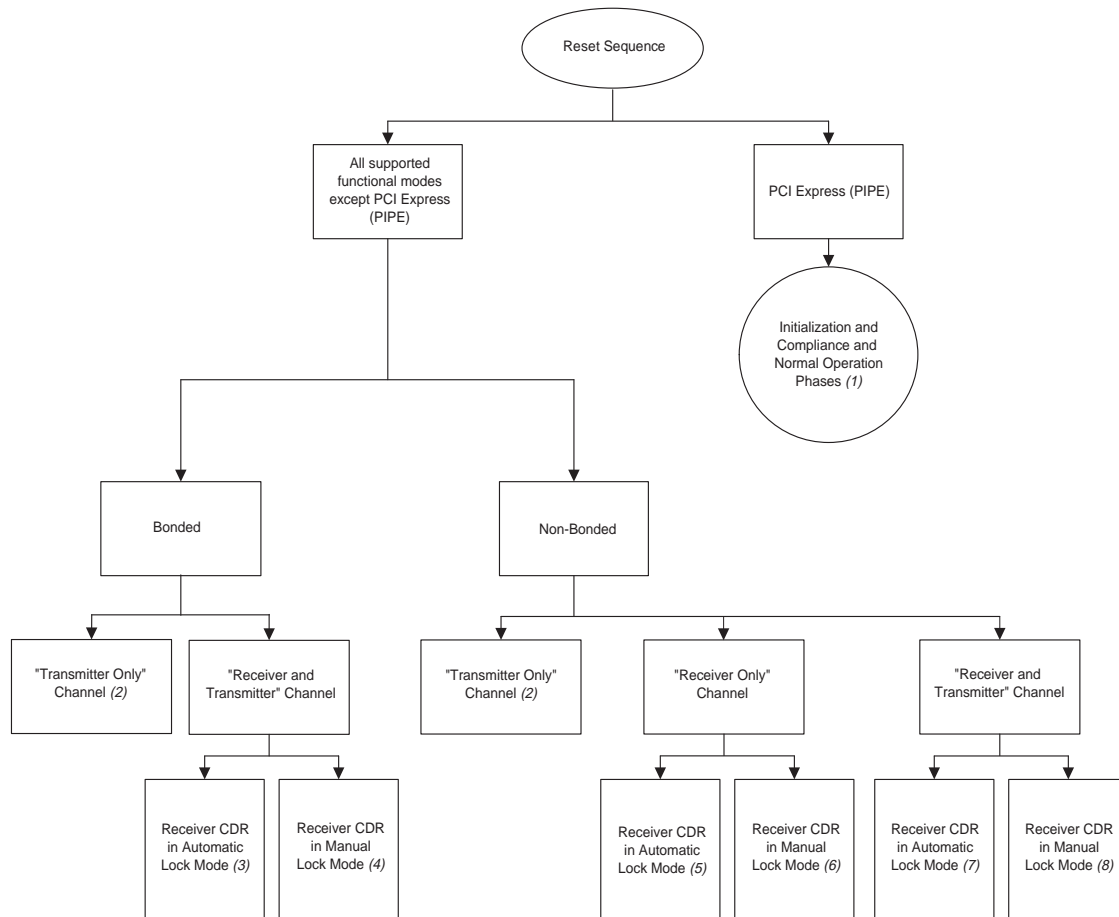 Reset Sequence
All supported
functional modes
except PCI Express
(PIPE)
PCI Express (PIPE)
Initialization and
Compliance and
Normal Operation
Phases (1)
Bonded
Non-Bonded
"Transmitter Only"
Channel (2)
"Receiver and
Transmitter" Channel
"Transmitter Only"
Channel (2)
"Receiver Only"
Channel
"Receiver and
Transmitter" Channel
Receiver CDR
in Automatic
Lock Mode (3)
Receiver CDR
in Manual
Lock Mode (4)
Receiver CDR
in Automatic
Lock Mode (5)
Receiver CDR
in Manual
Lock Mode (6)
Receiver CDR
in Automatic
Lock Mode (7)
Receiver CDR
in Manual
Lock Mode (8)